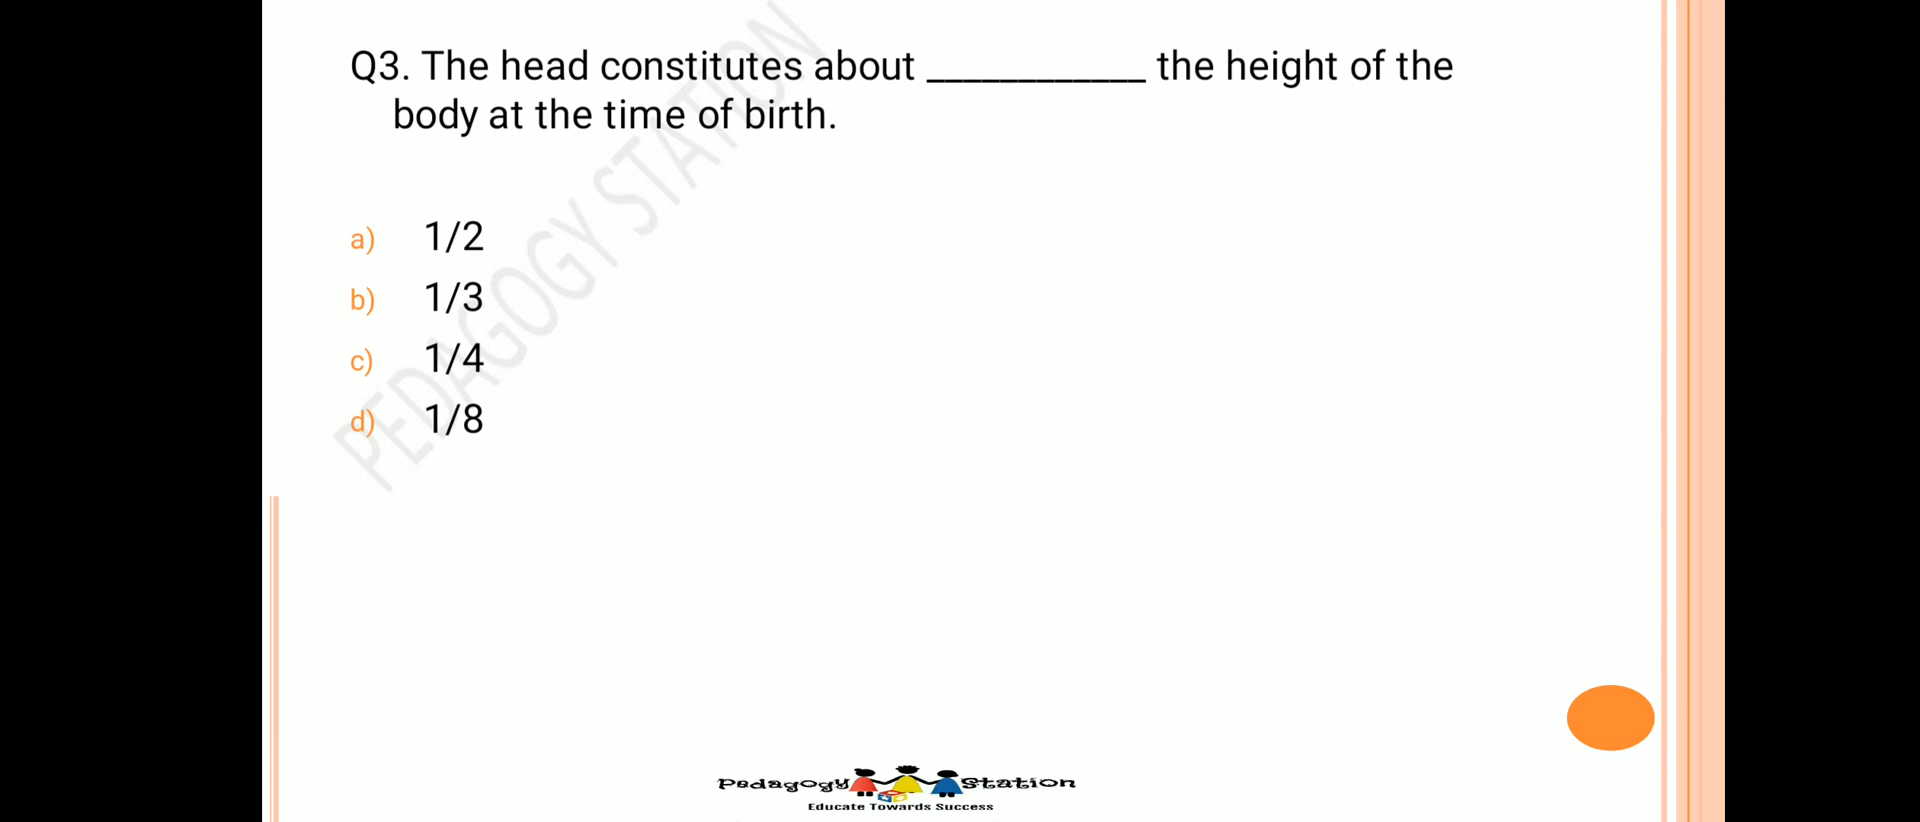 Q3. The head constitutes about ____________ the height of the
body at the time of birth.
a) 1/2
b) 1/3
c) 1/4
d) 1/8
PEDAGOGY STATION
Pedagogy Station
Educate Towards Success